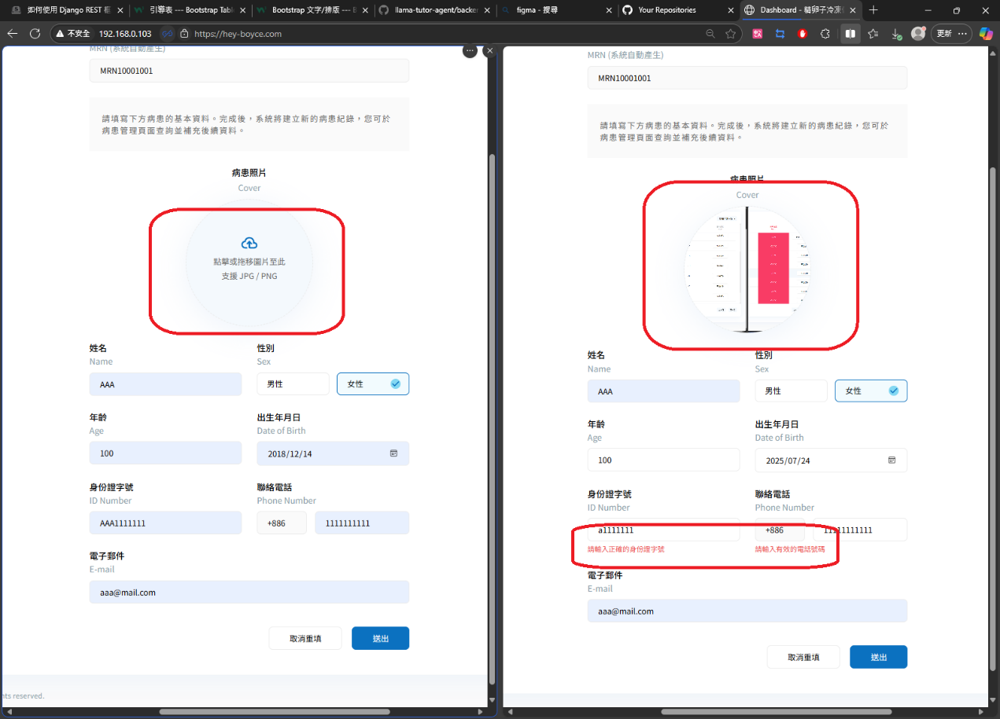 如何使用 Django REST 框
引導表 --- Bootstrap Tabl
Bootstrap 文字/排版 --- B
llama-tutor-agent/backer
figma - 搜尋
Your Repositories
Dashboard - 豬卵子冷凍
不安全
192.168.0.103
https://hey-boyce.com
更新
MRN (系統自動產生)
MRN10001001
請填寫下方病患的基本資料。完成後，系統將建立新的病患紀錄，您可於
病患管理頁面查詢並補充後續資料。
病患照片
Cover
點擊或拖移圖片至此
支援 JPG / PNG
姓名
Name
AAA
性別
Sex
男性
女性
年齡
Age
100
出生年月日
Date of Birth
2018/12/14
身份證字號
ID Number
AAA1111111
聯絡電話
Phone Number
+886
1111111111
電子郵件
E-mail
aaa@mail.com
取消重填
送出
nts reserved.
MRN (系統自動產生)
MRN10001001
請填寫下方病患的基本資料。完成後，系統將建立新的病患紀錄，您可於
病患管理頁面查詢並補充後續資料。
病患照片
Cover
姓名
Name
AAA
性別
Sex
男性
女性
年齡
Age
100
出生年月日
Date of Birth
2025/07/24
身份證字號
ID Number
a1111111
請輸入正確的身份證字號
聯絡電話
Phone Number
+886
11111111111
請輸入有效的電話號碼
電子郵件
E-mail
aaa@mail.com
取消重填
送出